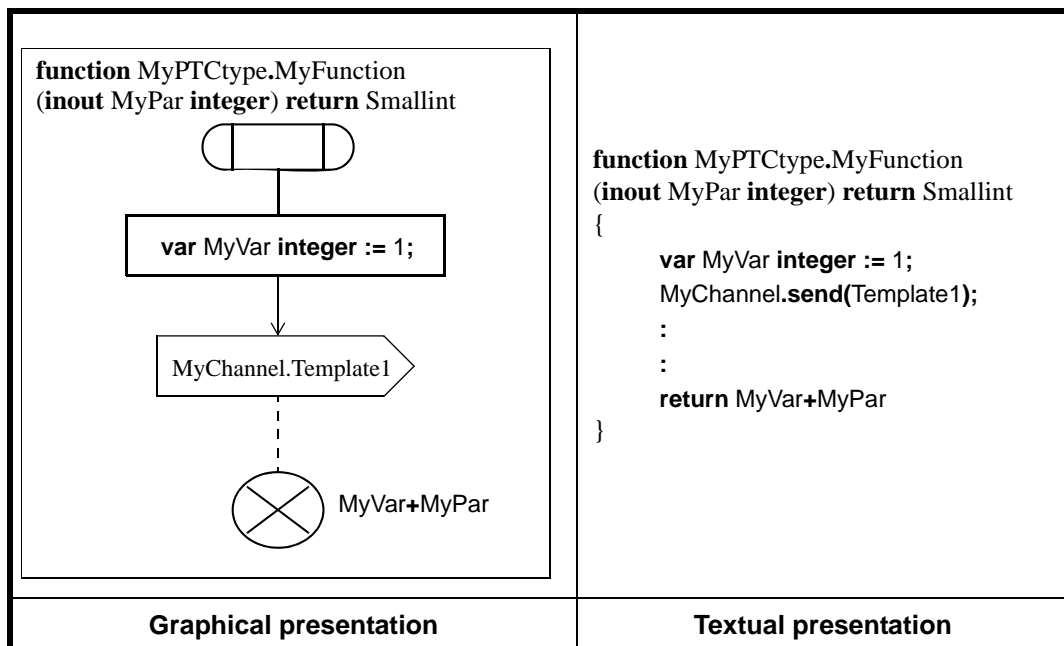 function MyPTCtype.MyFunction
(inout MyPar integer) return Smallint
var MyVar integer := 1;
MyChannel.Template1
MyVar+MyPar
Graphical presentation
function MyPTCtype.MyFunction
(inout MyPar integer) return Smallint
{
var MyVar integer := 1;
MyChannel.send(Template1);
:
:
return MyVar+MyPar
}
Textual presentation